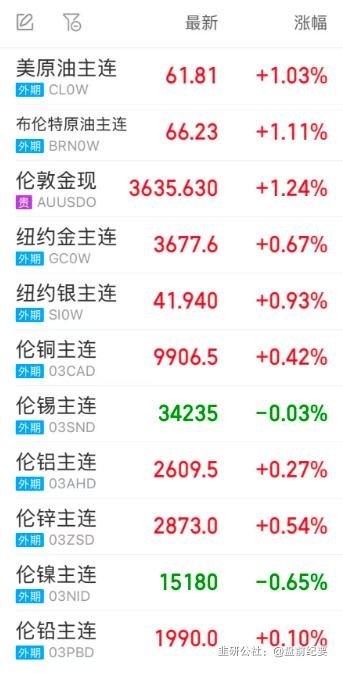 最新 涨幅
美原油主连 61.81 +1.03%
外期 CL0W
布伦特原油主连 66.23 +1.11%
外期 BRN0W
伦敦金现 3635.630 +1.24%
贵 AUUSDO
纽约金主连 3677.6 +0.67%
外期 GC0W
纽约银主连 41.940 +0.93%
外期 SI0W
伦铜主连 9906.5 +0.42%
外期 03CAD
伦锡主连 34235 -0.03%
外期 03SND
伦铝主连 2609.5 +0.27%
外期 03AHD
伦锌主连 2873.0 +0.54%
外期 03ZSD
伦镍主连 15180 -0.65%
外期 03NID
伦铅主连 1990.0 +0.10%
外期 03PBD
韭研公社：@盘前纪要